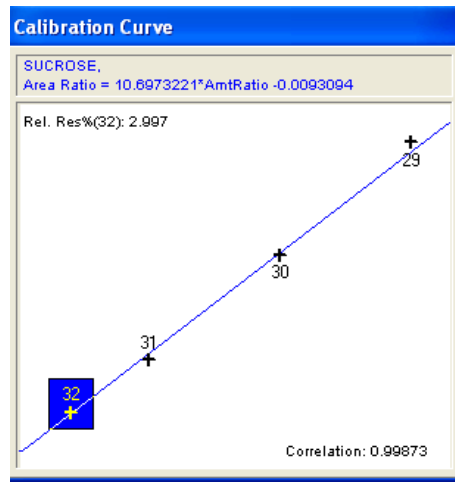 Calibration Curve
SUCROSE,
Area Ratio = 10.6973221*AmtRatio -0.0093094
Rel. Res%(32): 2.997
29
30
31
32
Correlation: 0.99873